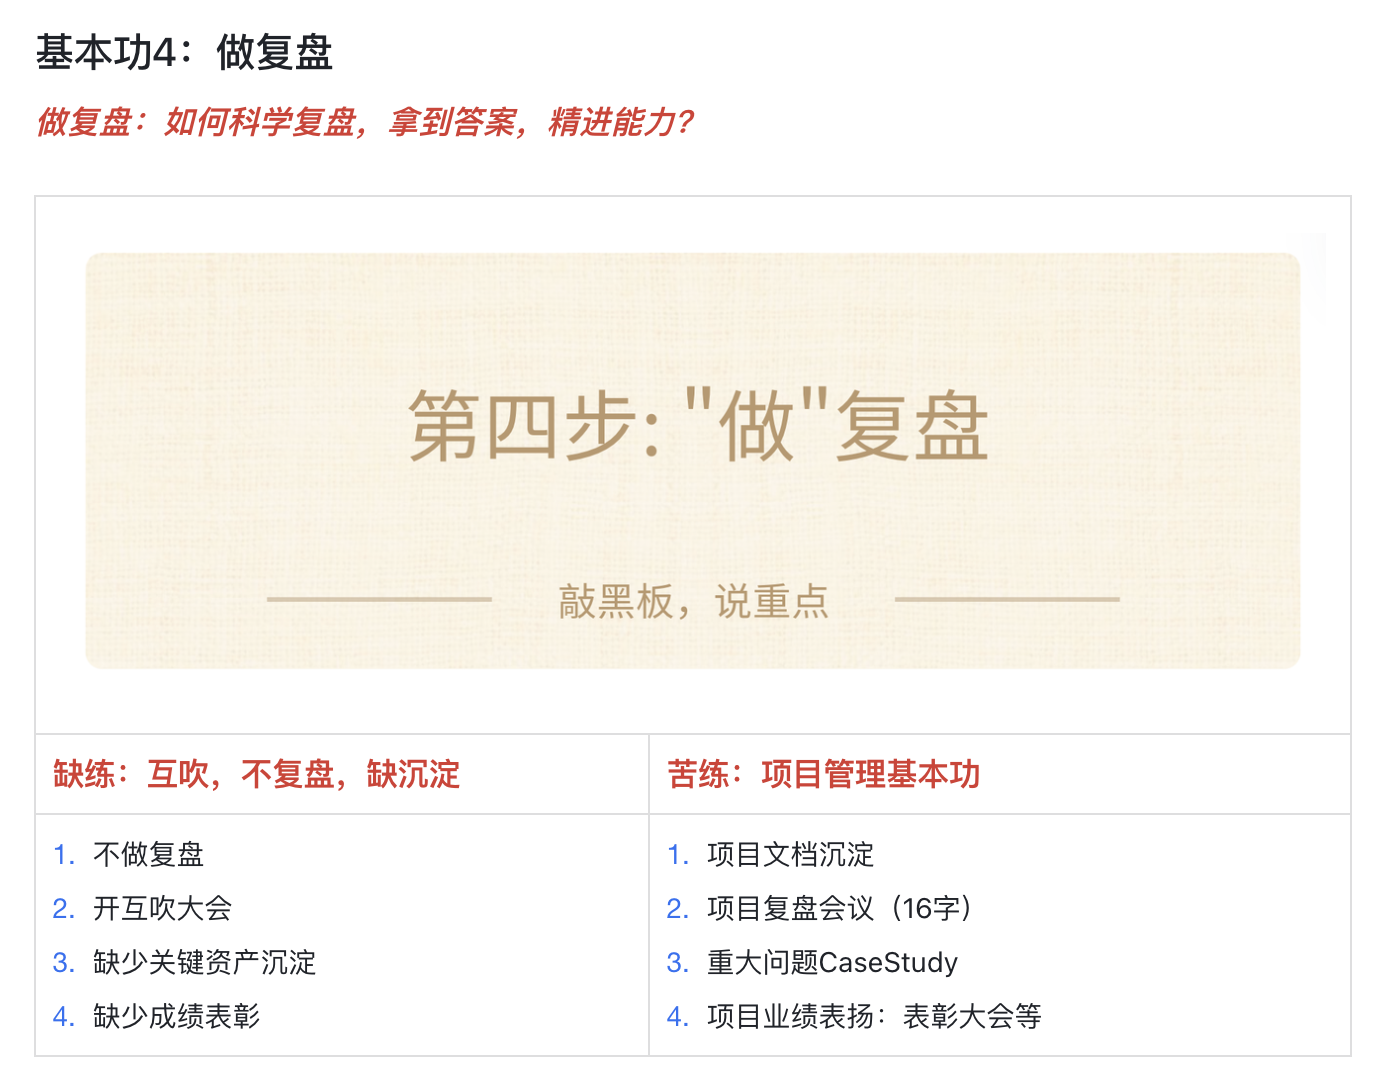 基本功4：做复盘
做复盘：如何科学复盘，拿到答案，精进能力？
第四步："做"复盘
敲黑板，说重点
缺练：互吹，不复盘，缺沉淀
苦练：项目管理基本功
1. 不做复盘
2. 开互吹大会
3. 缺少关键资产沉淀
4. 缺少成绩表彰
1. 项目文档沉淀
2. 项目复盘会议（16字）
3. 重大问题CaseStudy
4. 项目业绩表扬：表彰大会等